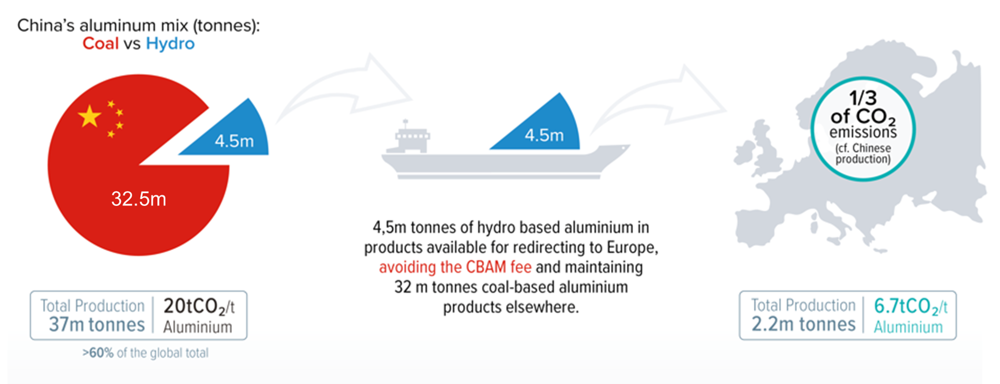 China's aluminum mix (tonnes):
Coal vs Hydro
4.5m
32.5m
Total Production
37m tonnes
20tCO₂/t
Aluminium
>60% of the global total
4.5m
4,5m tonnes of hydro based aluminium in
products available for redirecting to Europe,
avoiding the CBAM fee and maintaining
32 m tonnes coal-based aluminium
products elsewhere.
1/3
of CO₂
emissions
(cf. Chinese
production)
Total Production
2.2m tonnes
6.7tCO₂/t
Aluminium